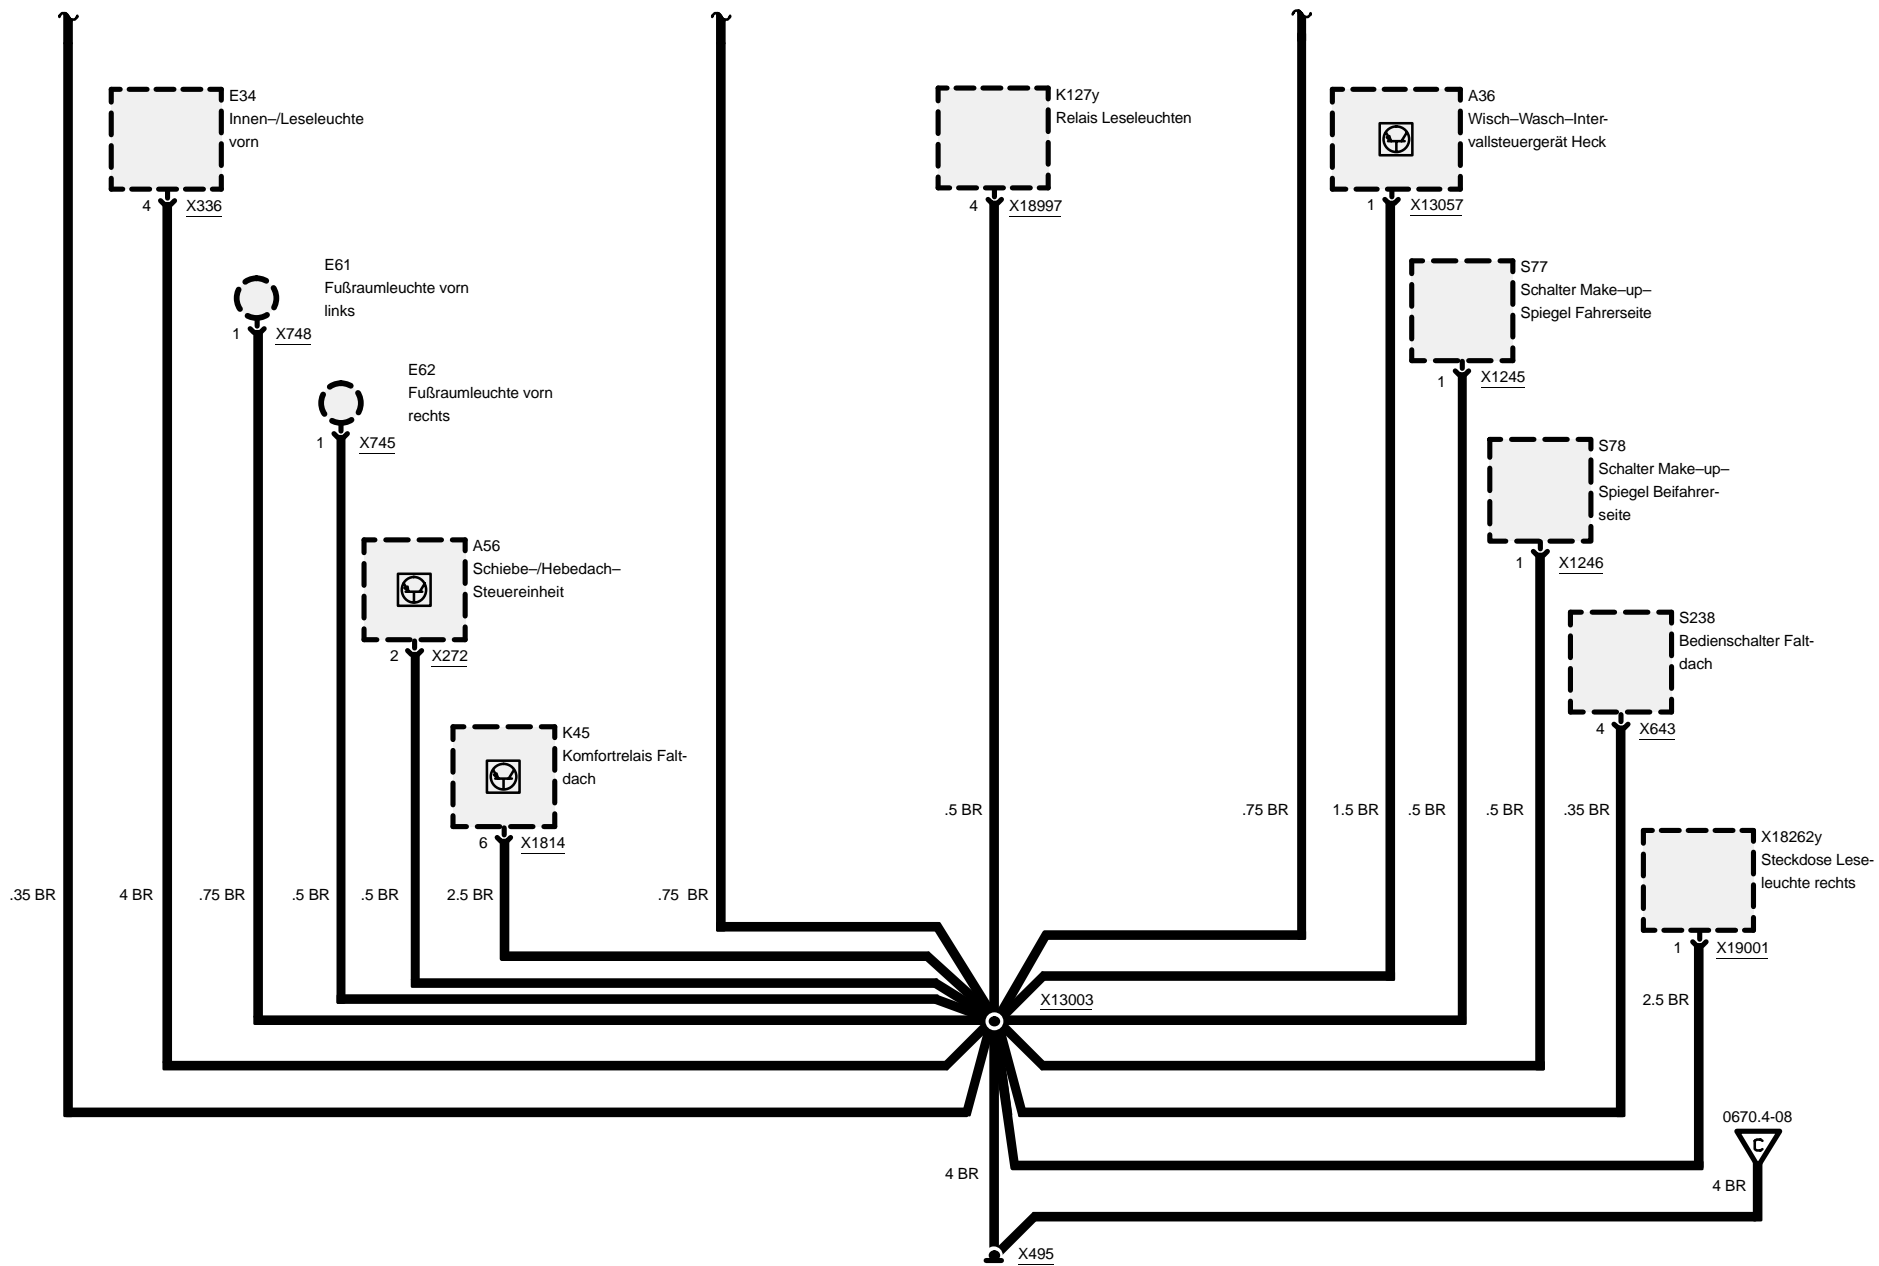 E34
Innen–/Leseleuchte
vorn
4 X336
K127y
Relais Leseleuchten
4 X18997
A36
Wisch–Wasch–Inter-
vallsteuergerät Heck
1 X13057
E61
Fußraumleuchte vorn
links
1 X748
S77
Schalter Make–up–
Spiegel Fahrerseite
1 X1245
E62
Fußraumleuchte vorn
rechts
1 X745
S78
Schalter Make–up–
Spiegel Beifahrer-
seite
1 X1246
A56
Schiebe–/Hebedach–
Steuereinheit
2 X272
S238
Bedienschalter Falt-
dach
4 X643
K45
Komfortrelais Falt-
dach
6 X1814
.5 BR
.75 BR
1.5 BR
.5 BR
.5 BR
.35 BR
X18262y
Steckdose Lese-
leuchte rechts
1 X19001
.35 BR
4 BR
.75 BR
.5 BR
.5 BR
2.5 BR
.75 BR
X13003
2.5 BR
0670.4-08
C
4 BR
4 BR
X495